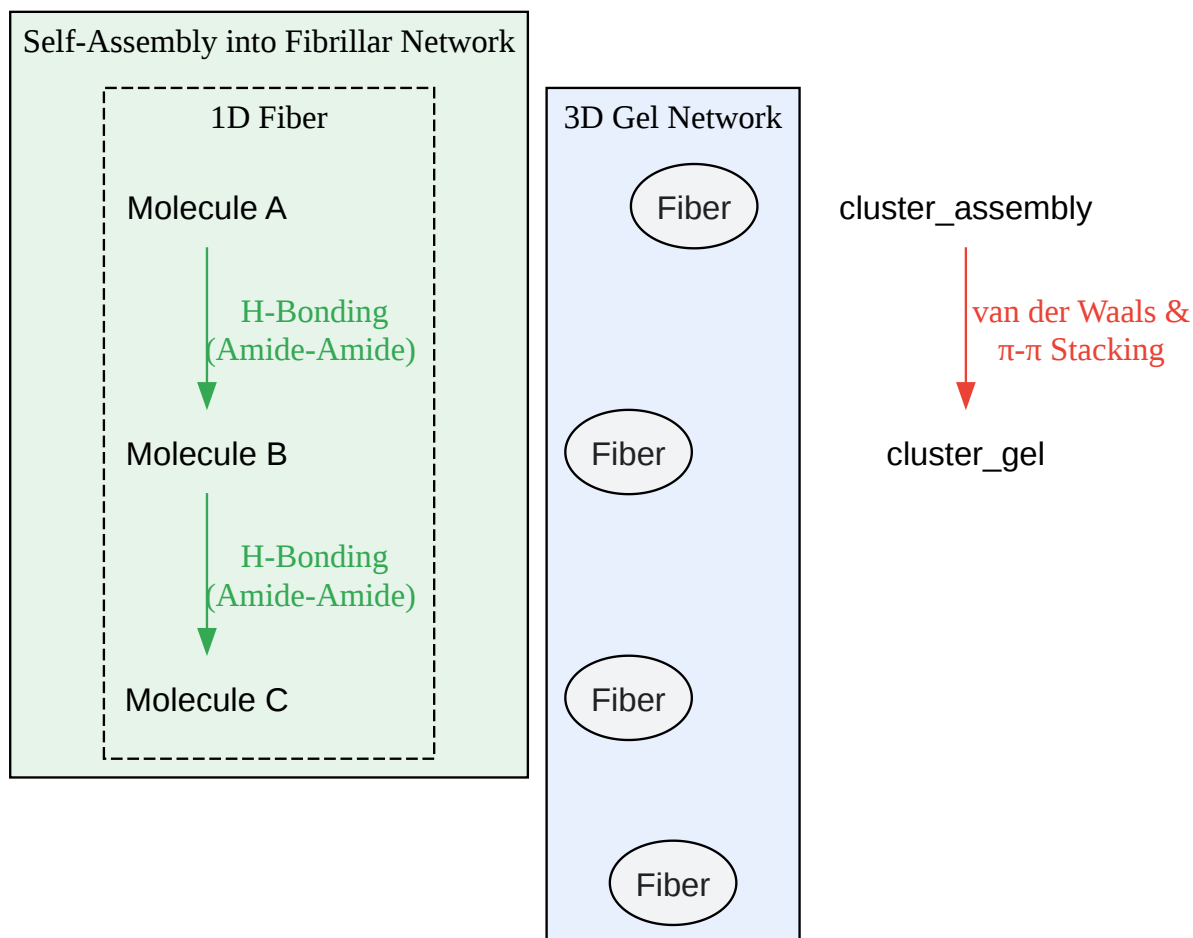 Self-Assembly into Fibrillar Network
1D Fiber
Molecule A
H-Bonding
(Amide-Amide)
Molecule B
H-Bonding
(Amide-Amide)
Molecule C
3D Gel Network
Fiber
Fiber
Fiber
Fiber
cluster_assembly
van der Waals &
π-π Stacking
cluster_gel